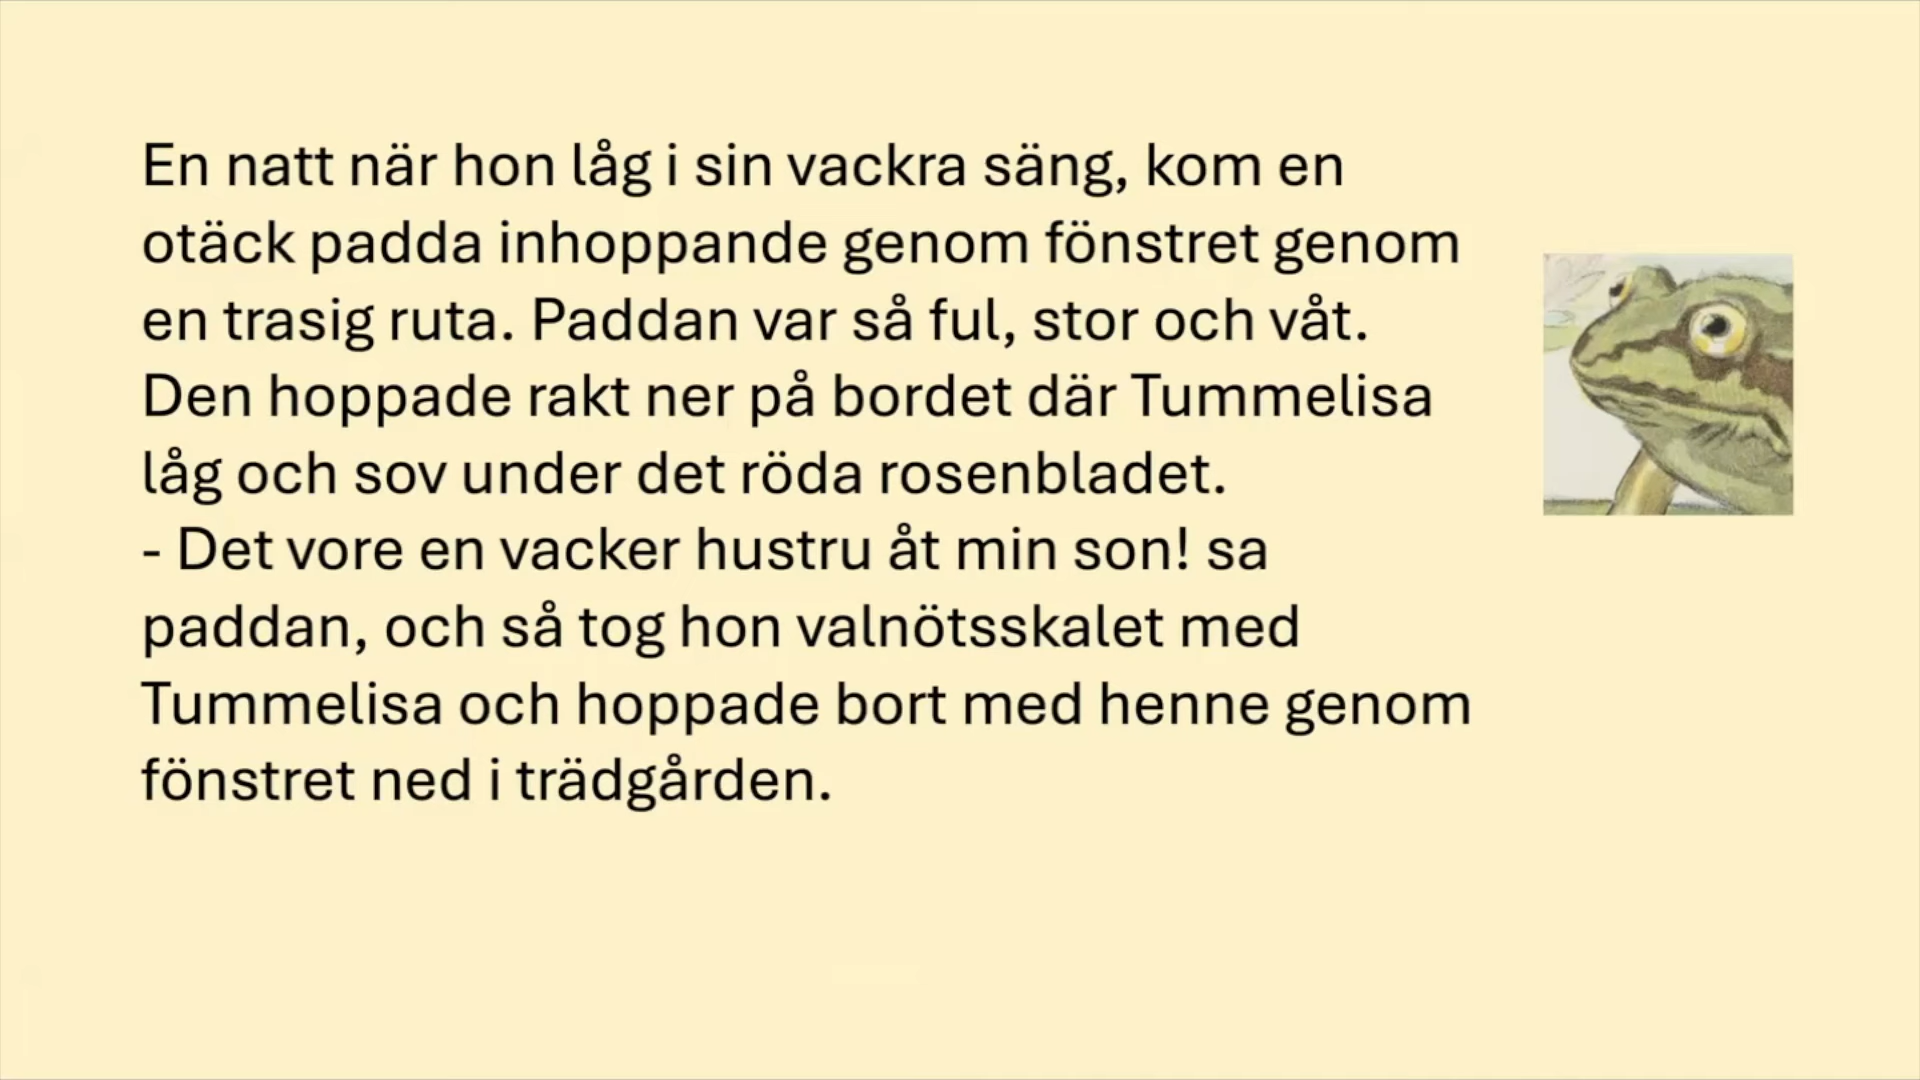 En natt när hon låg i sin vackra säng, kom en
otäck padda inhoppande genom fönstret genom
en trasig ruta. Paddan var så ful, stor och våt.
Den hoppade rakt ner på bordet där Tummelisa
låg och sov under det röda rosenbladet.
- Det vore en vacker hustru åt min son! sa
paddan, och så tog hon valnötsskalet med
Tummelisa och hoppade bort med henne genom
fönstret ned i trädgården.